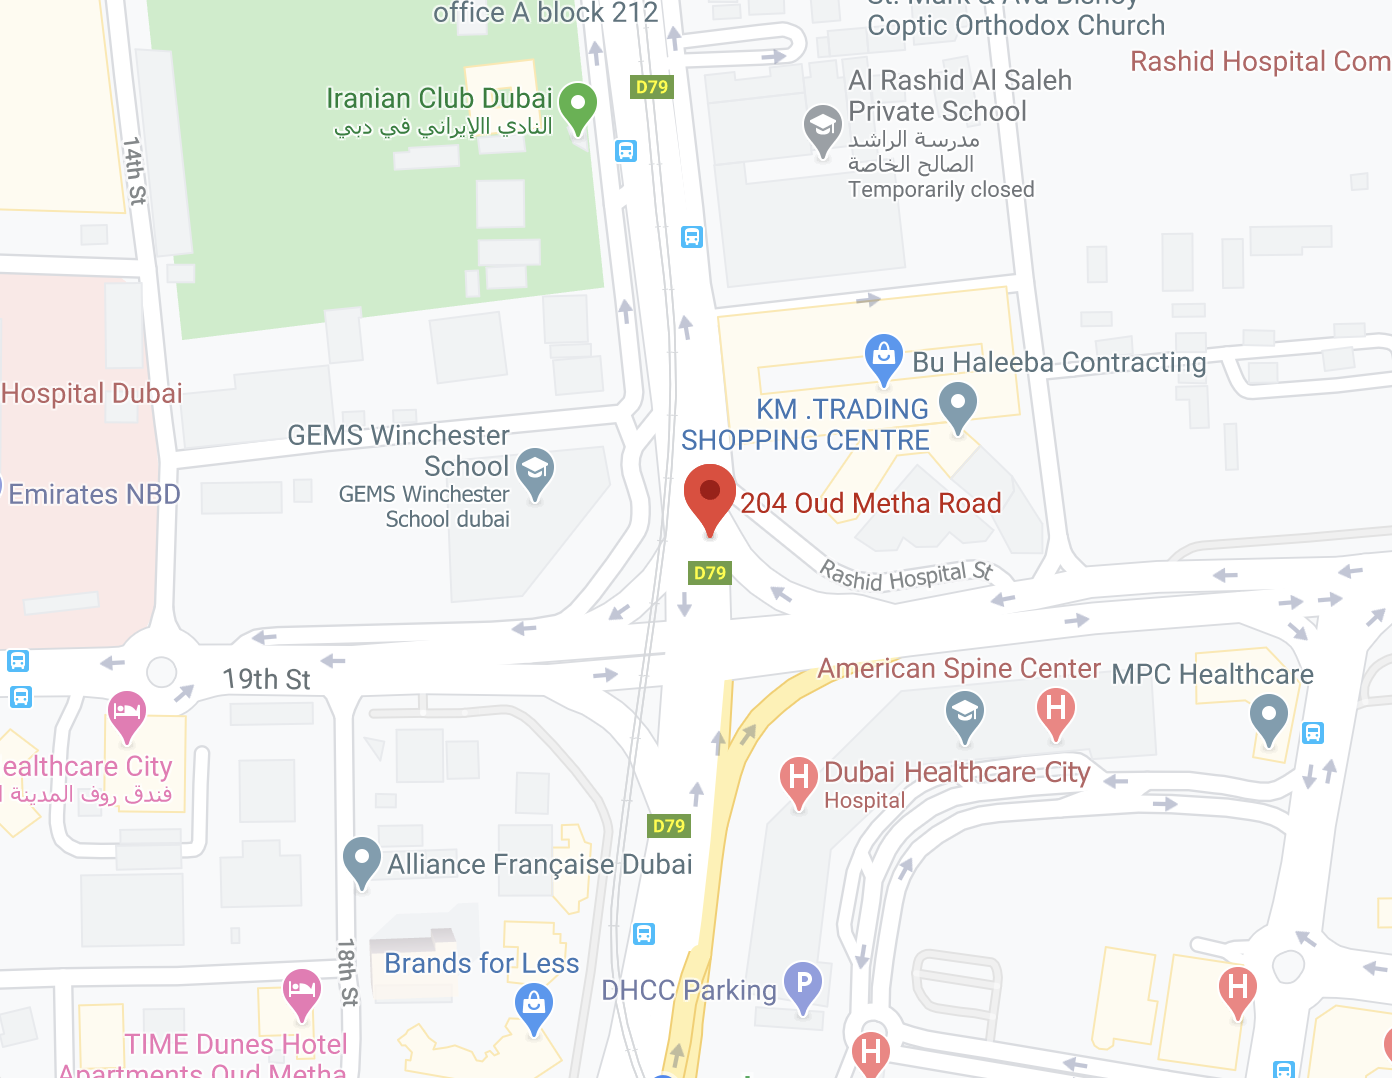 office A block 212
Coptic Orthodox Church
D79
Rashid Hospital Com
Iranian Club Dubai
النادي الإيراني في دبي
Al Rashid Al Saleh
Private School
مدرسة الراشد
الصالح الخاصة
Temporarily closed
14th St
Hospital Dubai
Bu Haleeba Contracting
KM .TRADING
SHOPPING CENTRE
GEMS Winchester
School
GEMS Winchester
School dubai
Emirates NBD
204 Oud Metha Road
D79
Rashid Hospital St
19th St
American Spine Center
MPC Healthcare
ealthcare City
فندق روف المدينة ا
H
H
Dubai Healthcare City
Hospital
D79
Alliance Française Dubai
18th St
Brands for Less
DHCC Parking
P
H
H
TIME Dunes Hotel
Apartments Oud Metha